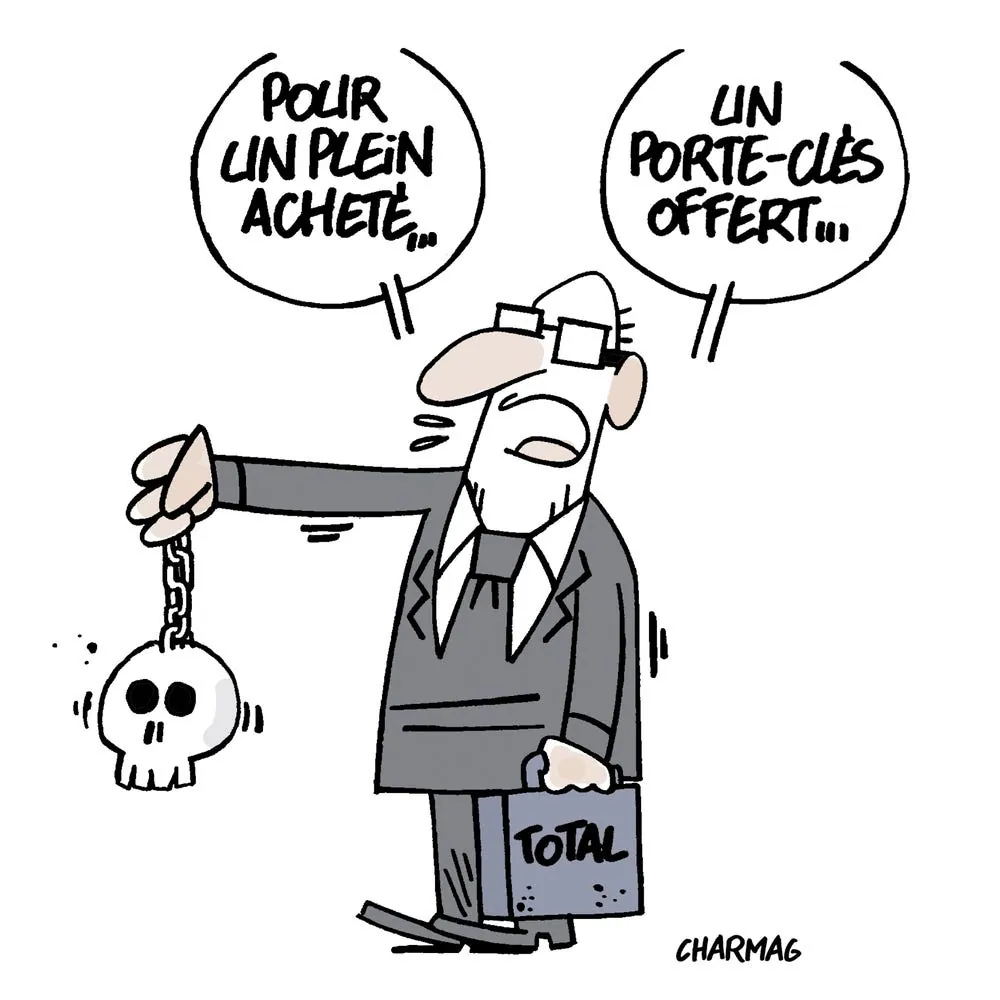 POUR
UN PLEiN
ACHETÉ...
UN
PORTE-CLÉS
OFFERT...
TOTAL
CHARMAG